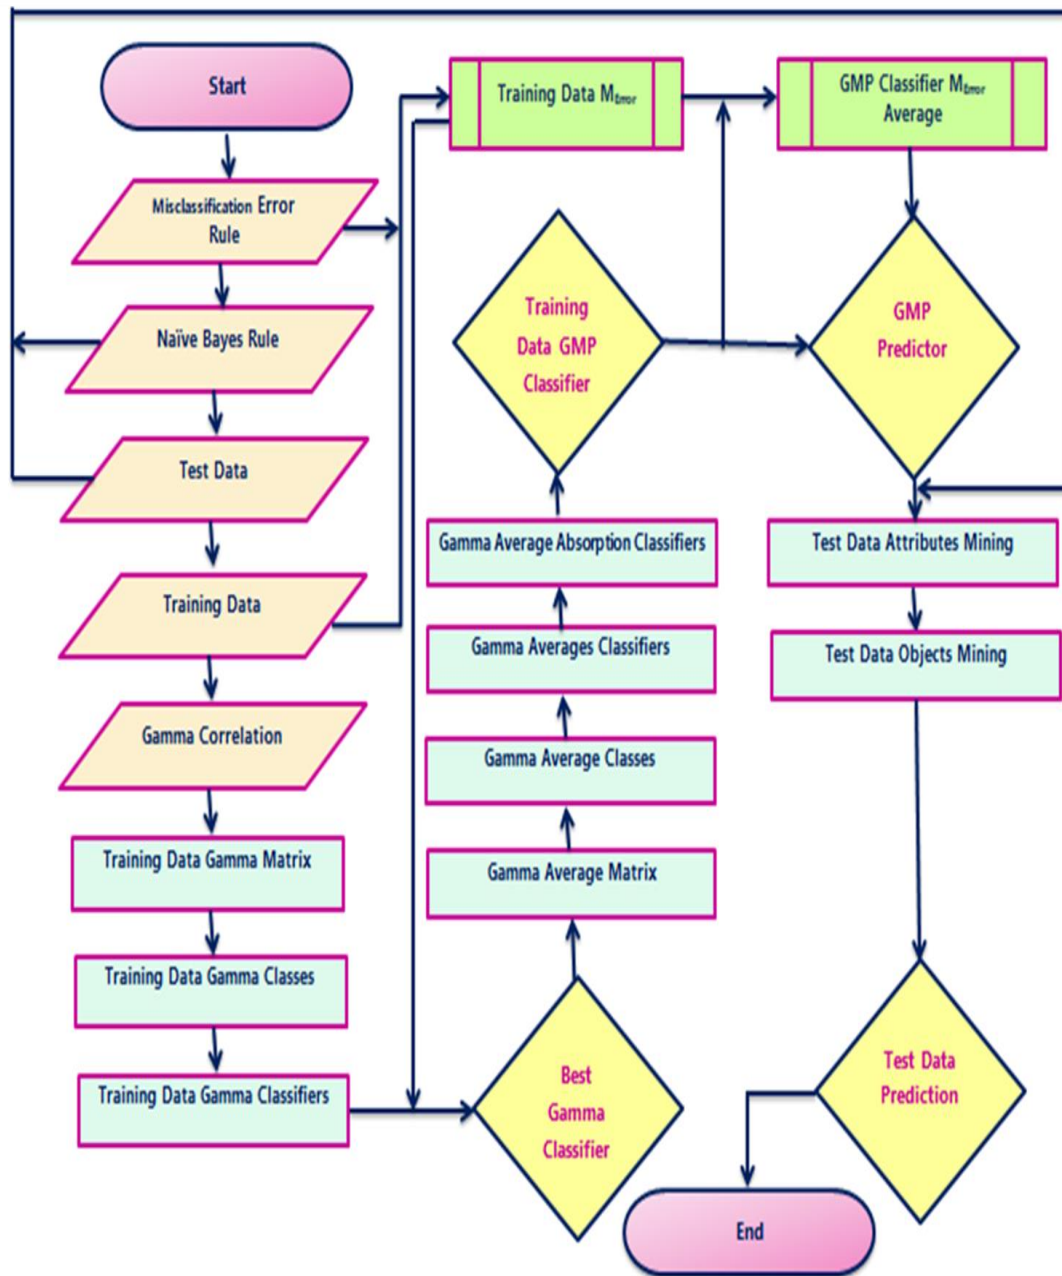 Start
Misclassification Error
Rule
Naïve Bayes Rule
Test Data
Training Data
Gamma Correlation
Training Data Gamma Matrix
Training Data Gamma Classes
Training Data Gamma Classifiers
Training Data MError
GMP Classifier MError
Average
Training
Data GMP
Classifier
GMP
Predictor
Gamma Average Absorption Classifiers
Gamma Averages Classifiers
Gamma Average Classes
Gamma Average Matrix
Best
Gamma
Classifier
Test Data Attributes Mining
Test Data Objects Mining
Test Data
Prediction
End